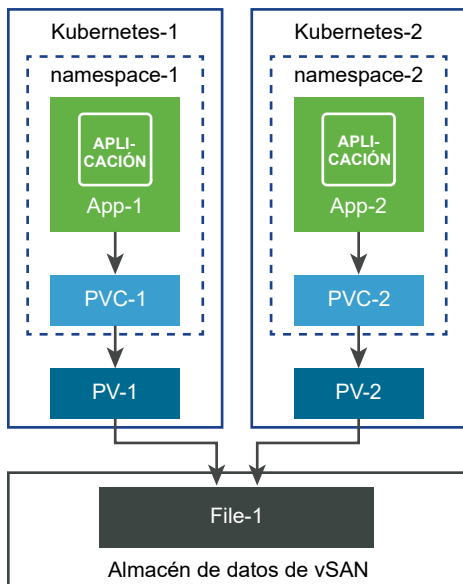 Kubernetes-1
namespace-1
APLI-
CACIÓN
App-1
PVC-1
PV-1
Kubernetes-2
namespace-2
APLI-
CACIÓN
App-2
PVC-2
PV-2
File-1
Almacén de datos de vSAN